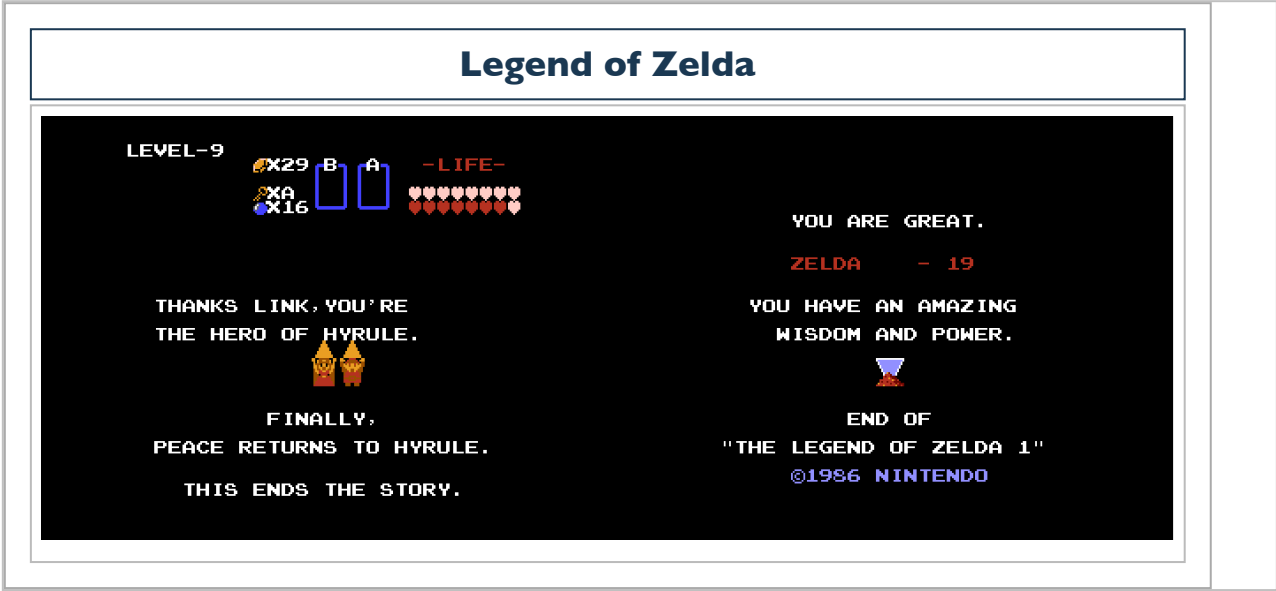 Legend of Zelda
LEVEL-9
X29 B A -LIFE-
XA
X16
THANKS LINK,YOU'RE
THE HERO OF HYRULE.
FINALLY,
PEACE RETURNS TO HYRULE.
THIS ENDS THE STORY.
YOU ARE GREAT.
ZELDA - 19
YOU HAVE AN AMAZING
WISDOM AND POWER.
END OF
"THE LEGEND OF ZELDA 1"
©1986 NINTENDO